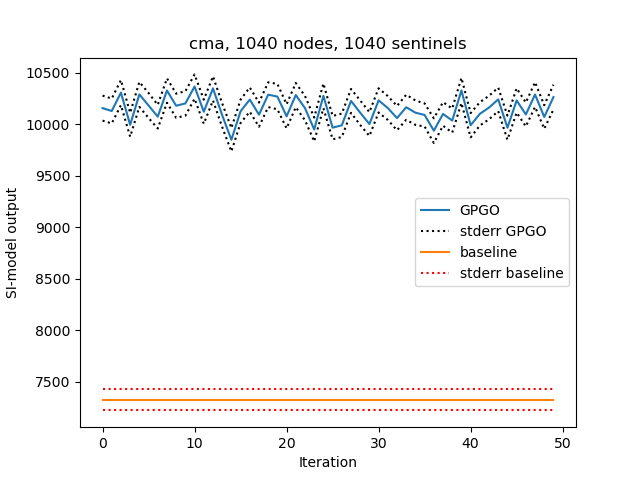 cma, 1040 nodes, 1040 sentinels
SI-model output
10500
10000
9500
9000
8500
8000
7500
GPGO
stderr GPGO
baseline
stderr baseline
0 10 20 30 40 50
Iteration